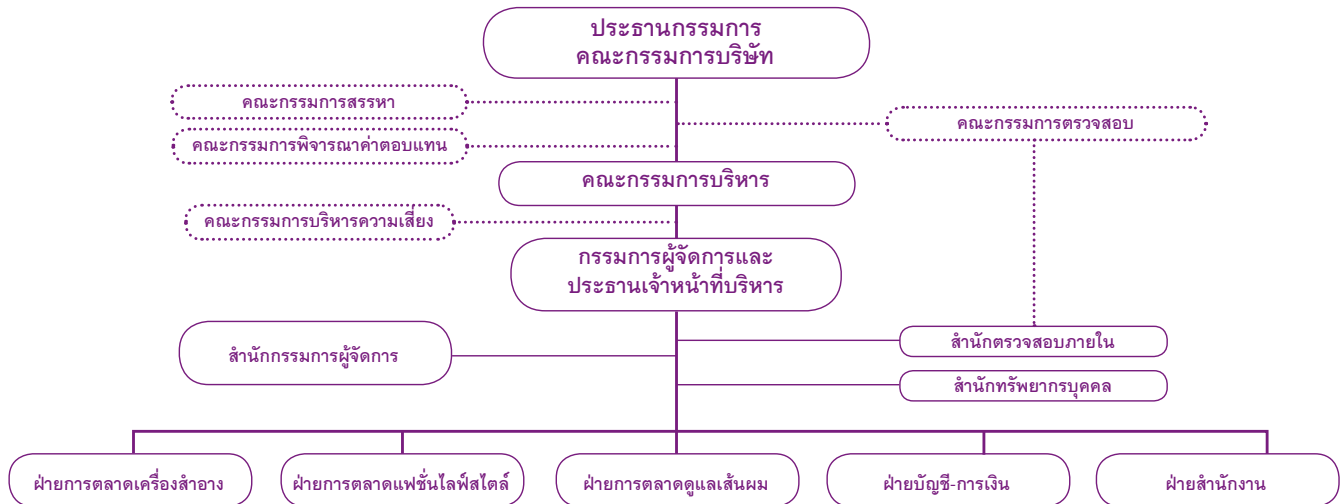 ประธานกรรมการ
คณะกรรมการบริษัท
คณะกรรมการสรรหา
คณะกรรมการตรวจสอบ
คณะกรรมการพิจารณาค่าตอบแทน
คณะกรรมการบริหาร
คณะกรรมการบริหารความเสี่ยง
กรรมการผู้จัดการและ
ประธานเจ้าหน้าที่บริหาร
สำนักกรรมการผู้จัดการ
สำนักตรวจสอบภายใน
สำนักทรัพยากรบุคคล
ฝ่ายการตลาดเครื่องสำอาง
ฝ่ายการตลาดแฟชั่นไลฟ์สไตล์
ฝ่ายการตลาดดูแลเส้นผม
ฝ่ายบัญชี-การเงิน
ฝ่ายสำนักงาน